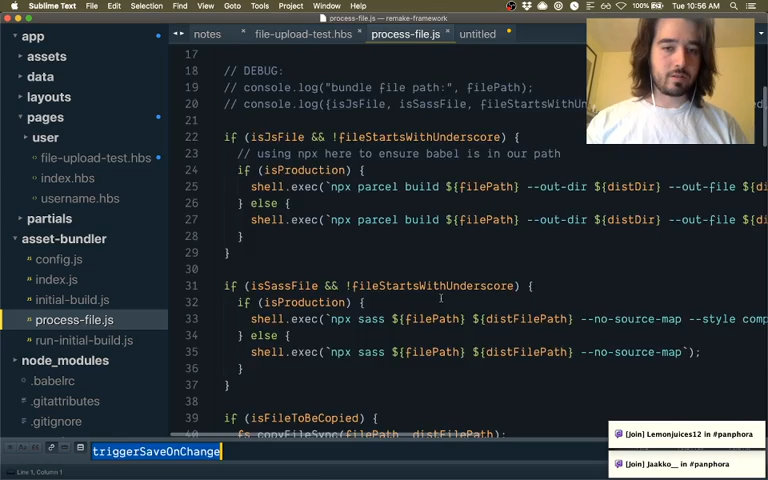 Sublime Text File Edit Selection Find View Goto Tools Project Window Help 100% Tue 10:56 AM
process-file.js — remake-framework
app
assets
data
layouts
pages
user
file-upload-test.hbs
index.hbs
username.hbs
partials
asset-bundler
config.js
index.js
initial-build.js
process-file.js
run-initial-build.js
node_modules
.babelrc
.gitattributes
.gitignore
notes file-upload-test.hbs process-file.js untitled
17
18 // DEBUG:
19 // console.log("bundle file path:", filePath);
20 // console.log({isJsFile, isSassFile, fileStartsWithUn
21
22 if (isJsFile && !fileStartsWithUnderscore) {
23 // using npx here to ensure babel is in our path
24 if (isProduction) {
25 shell.exec(`npx parcel build ${filePath} --out-dir ${distDir} --out-file ${di
26 } else {
27 shell.exec(`npx parcel build ${filePath} --out-dir ${distDir} --out-file ${di
28 }
29 }
30
31 if (isSassFile && !fileStartsWithUnderscore) {
32 if (isProduction) {
33 shell.exec(`npx sass ${filePath} ${distFilePath} --no-source-map --style comp
34 } else {
35 shell.exec(`npx sass ${filePath} ${distFilePath} --no-source-map`);
36 }
37 }
38
39 if (isFileToBeCopied) {
40 fs.copyFileSync(filePath, distFilePath);
[Join] Lemonjuices12 in #panphora
[Join] Jaakko__ in #panphora
triggerSaveOnChange
Line 1, Column 1